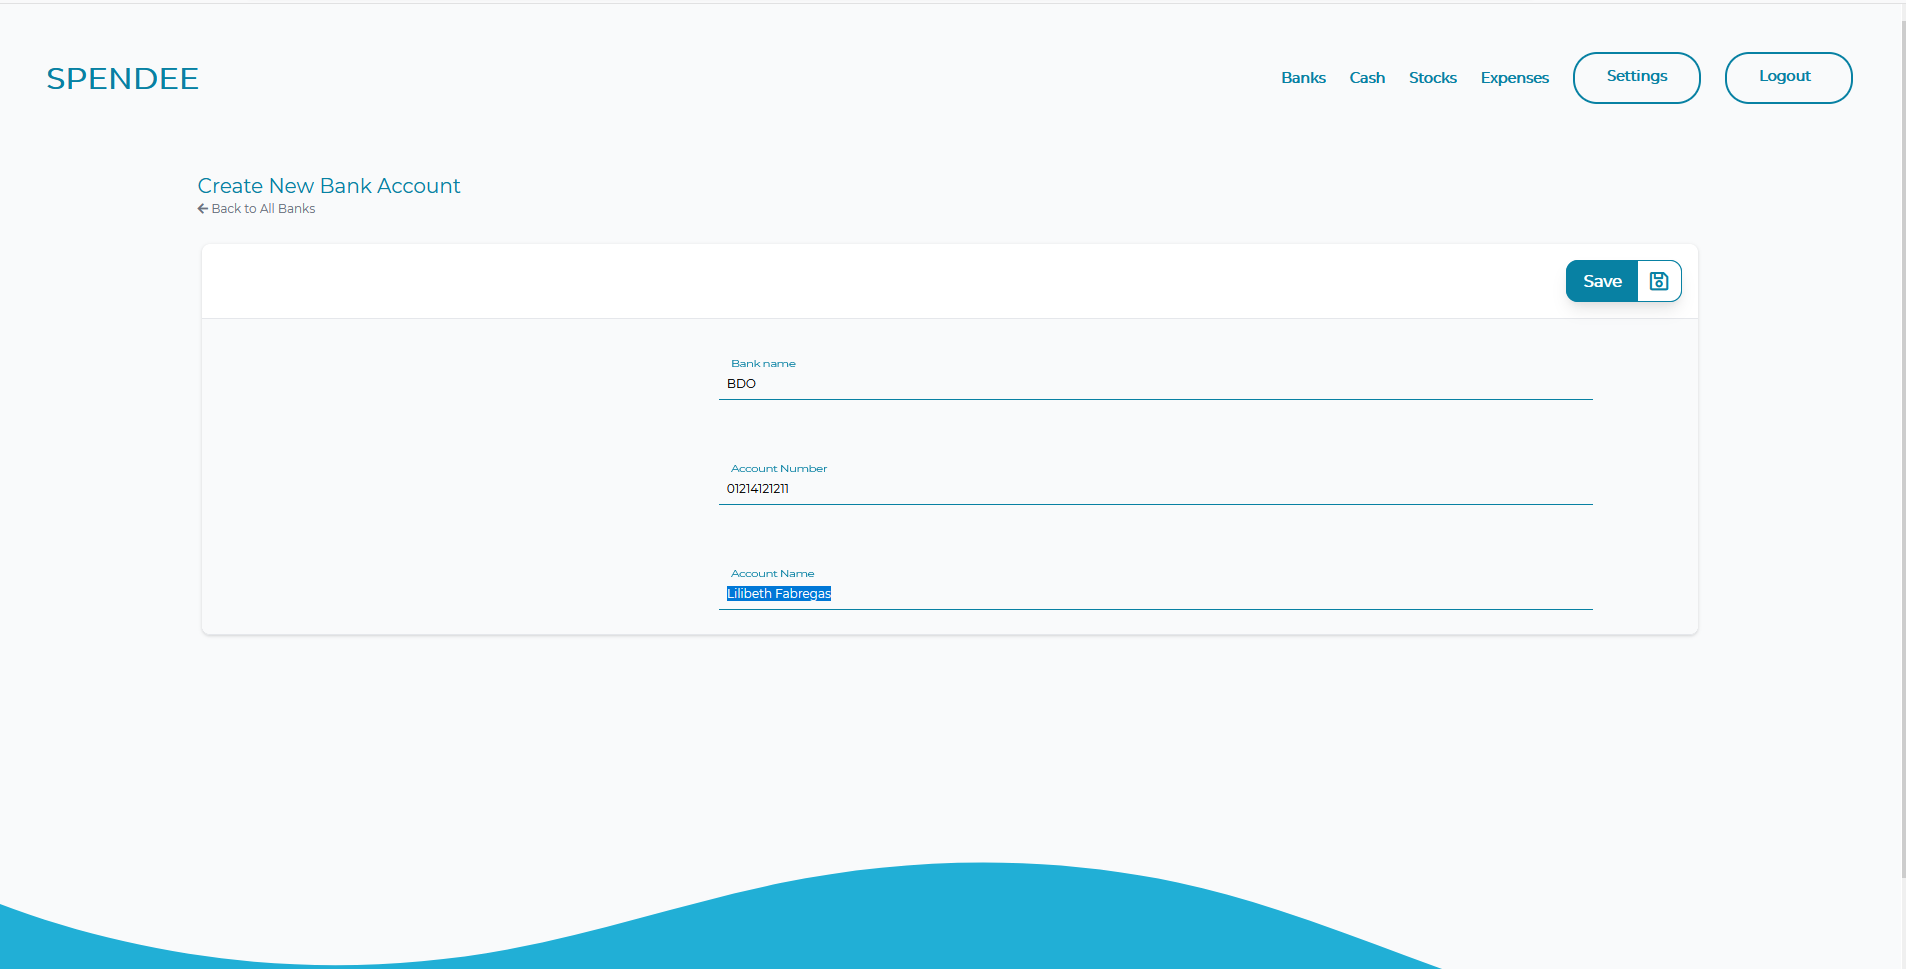 SPENDEE
Banks Cash Stocks Expenses Settings Logout
Create New Bank Account
Back to All Banks
Save
Bank name
BDO
Account Number
01214121211
Account Name
Lilibeth Fabregas